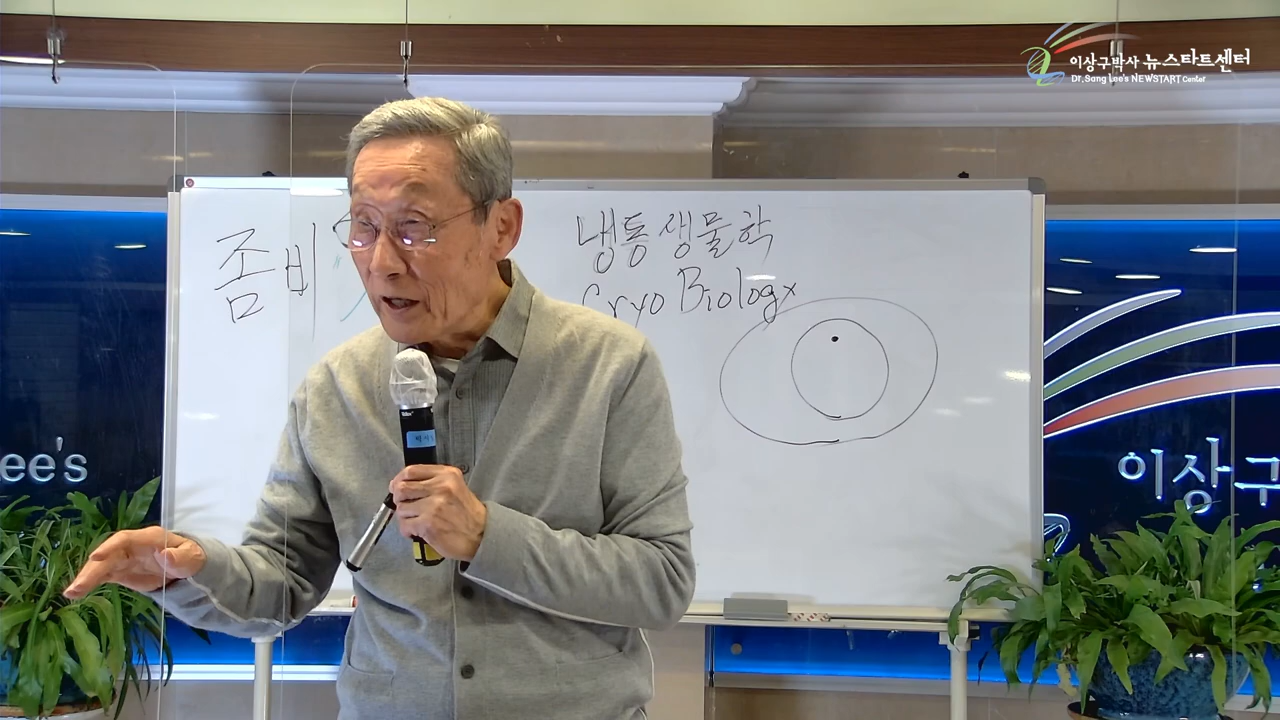 이상구박사 뉴스타트센터
Dr. Sang Lee's NEWSTART Center
좀비
냉동생물학
Cryo Biology
ee's
이상구